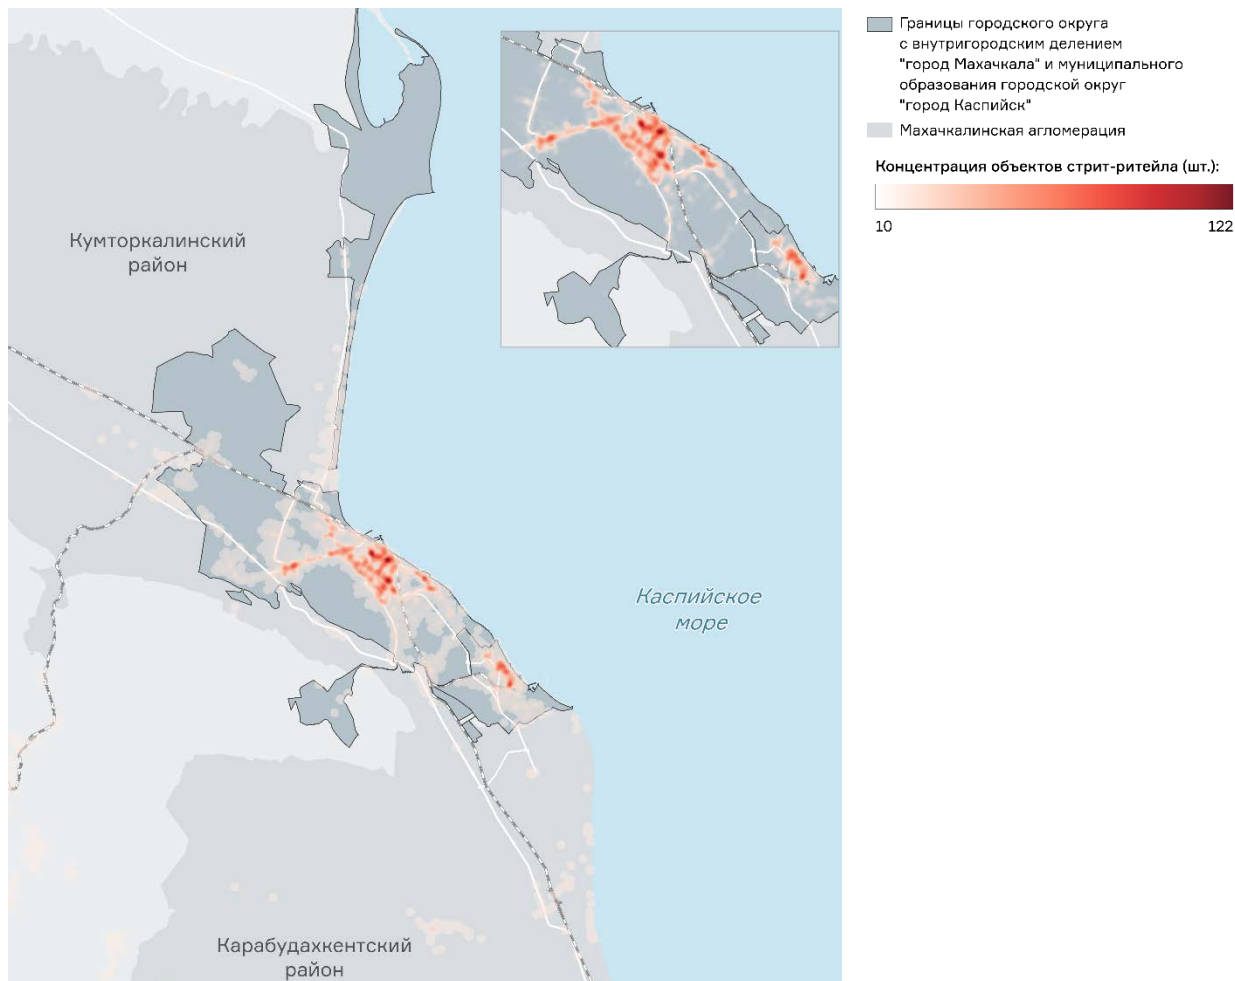 Границы городского округа
с внутригородским делением
"город Махачкала" и муниципального
образования городской округ
"город Каспийск"
Махачкалинская агломерация
Концентрация объектов стрит-ритейла (шт.):
10
122
Кумторкалинский
район
Каспийское
море
Карабудахкентский
район